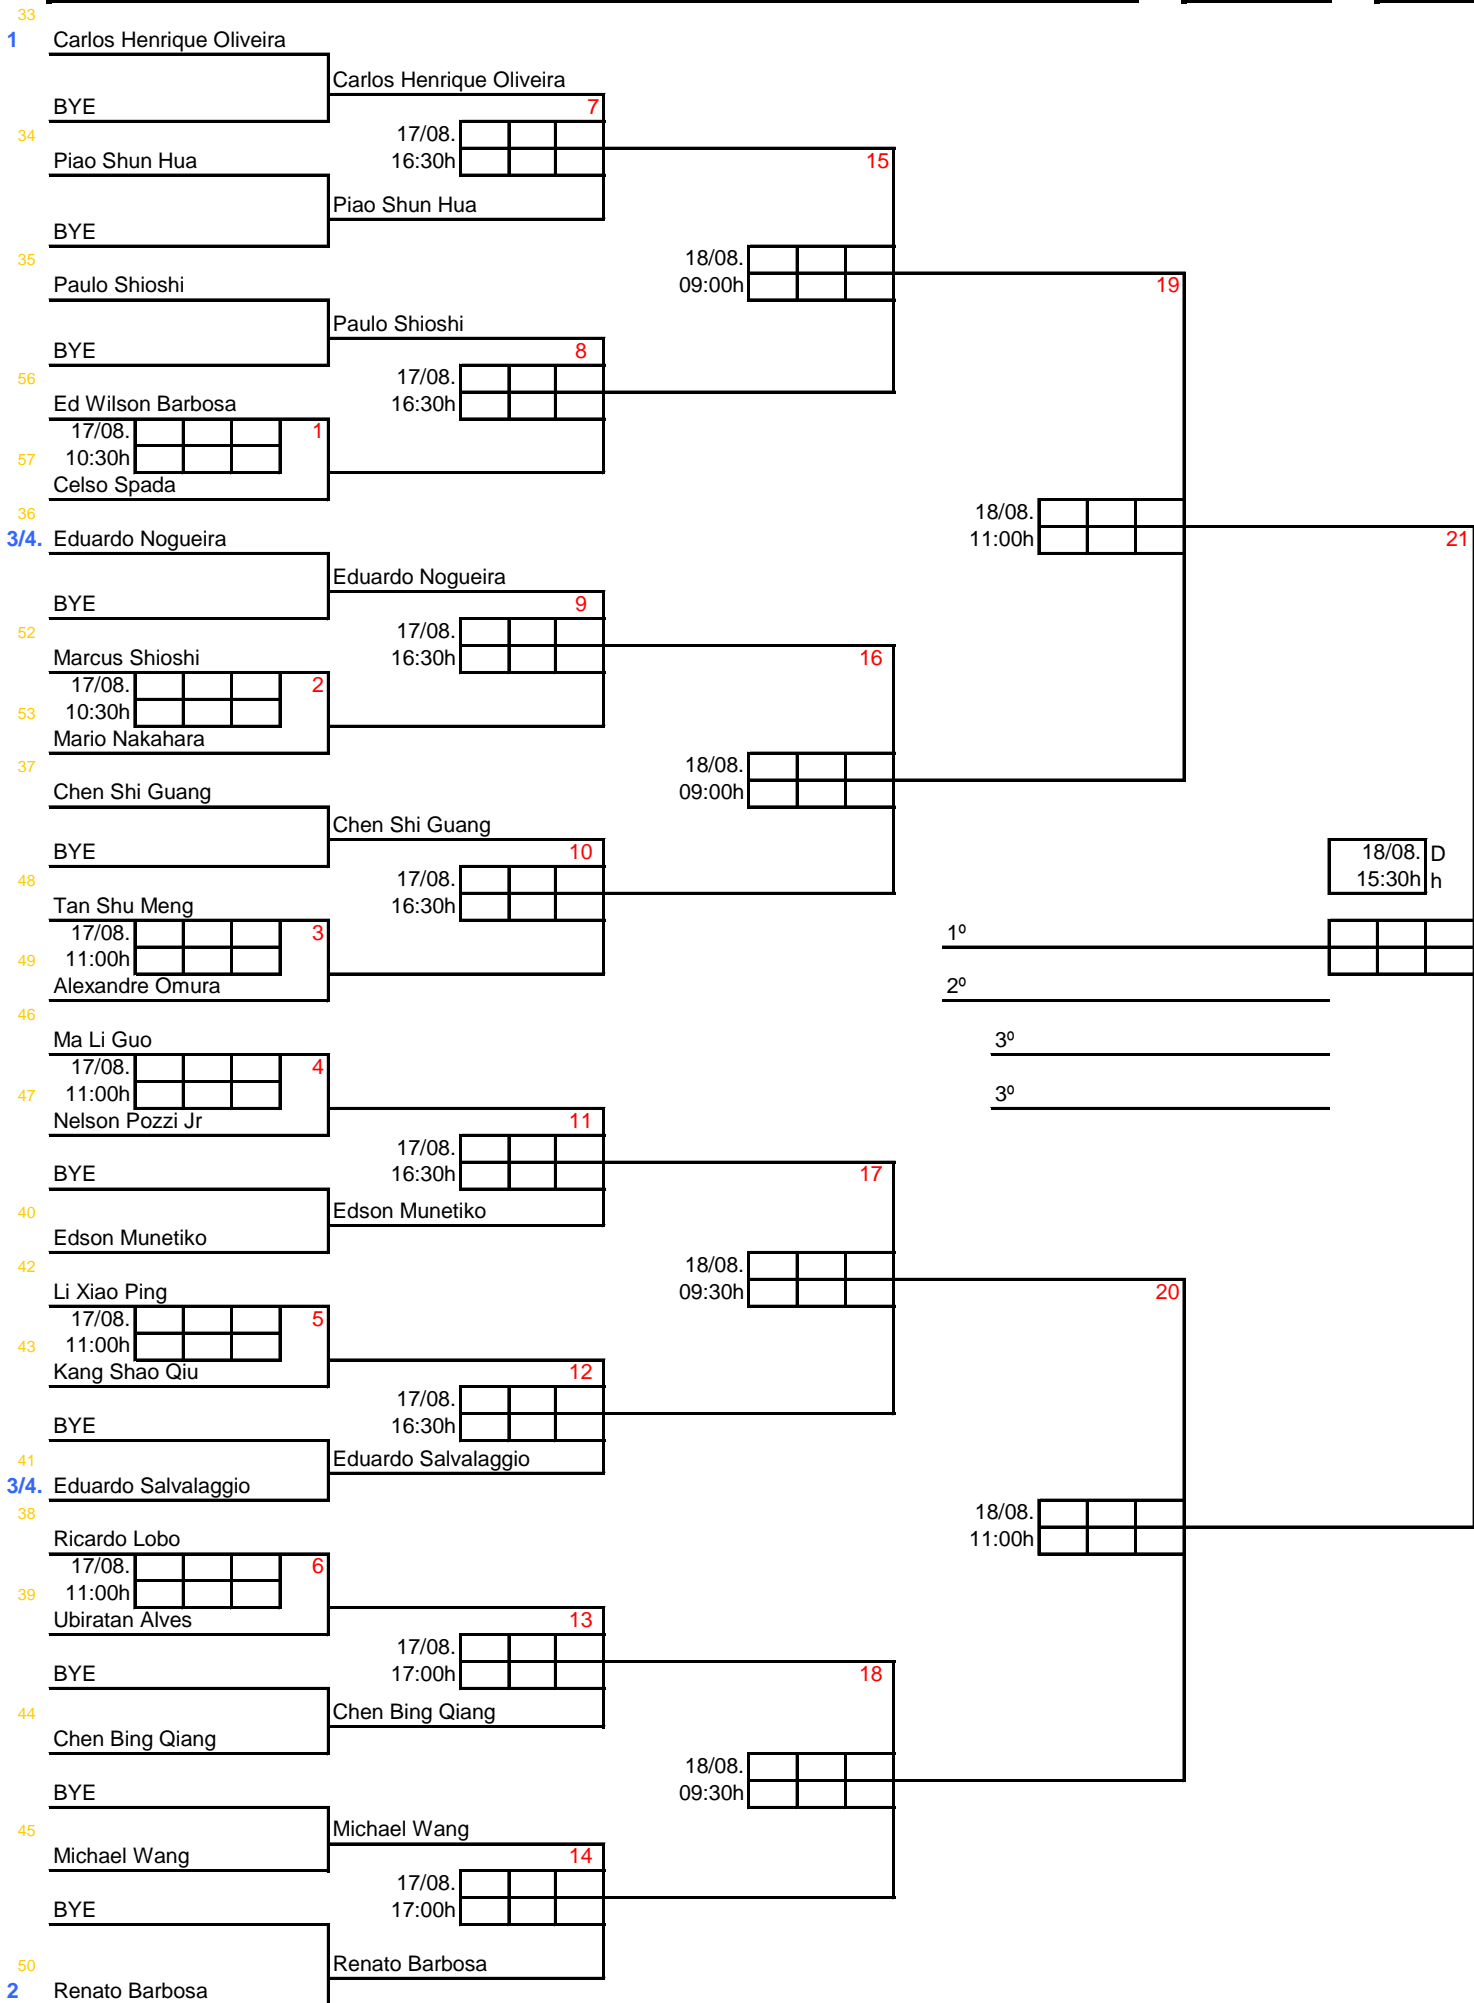 33
1 Carlos Henrique Oliveira
Carlos Henrique Oliveira
BYE 7
34 17/08.
Piao Shun Hua 16:30h 15
Piao Shun Hua
BYE
35 18/08.
Paulo Shioshi 09:00h 19
Paulo Shioshi
BYE 8
56 17/08.
Ed Wilson Barbosa 16:30h
17/08. 1
57 10:30h
Celso Spada
36 18/08.
3/4. Eduardo Nogueira 11:00h 21
Eduardo Nogueira
BYE 9
52 17/08.
Marcus Shioshi 16:30h 16
17/08. 2
53 10:30h
Mario Nakahara
37 18/08.
Chen Shi Guang 09:00h
Chen Shi Guang
BYE 10 18/08. D
48 17/08. 15:30h h
Tan Shu Meng 16:30h
17/08. 3 1º
49 11:00h
Alexandre Omura 2º
46
Ma Li Guo 3º
17/08. 4
47 11:00h 3º
Nelson Pozzi Jr 11
17/08.
BYE 16:30h 17
40 Edson Munetiko
Edson Munetiko
42 18/08.
Li Xiao Ping 09:30h 20
17/08. 5
43 11:00h
Kang Shao Qiu 12
17/08.
BYE 16:30h
41 Eduardo Salvalaggio
3/4. Eduardo Salvalaggio
38 18/08.
Ricardo Lobo 11:00h
17/08. 6
39 11:00h
Ubiratan Alves 13
17/08.
BYE 17:00h 18
44 Chen Bing Qiang
Chen Bing Qiang
18/08.
BYE 09:30h
45 Michael Wang
Michael Wang 14
17/08.
BYE 17:00h
50 Renato Barbosa
2 Renato Barbosa